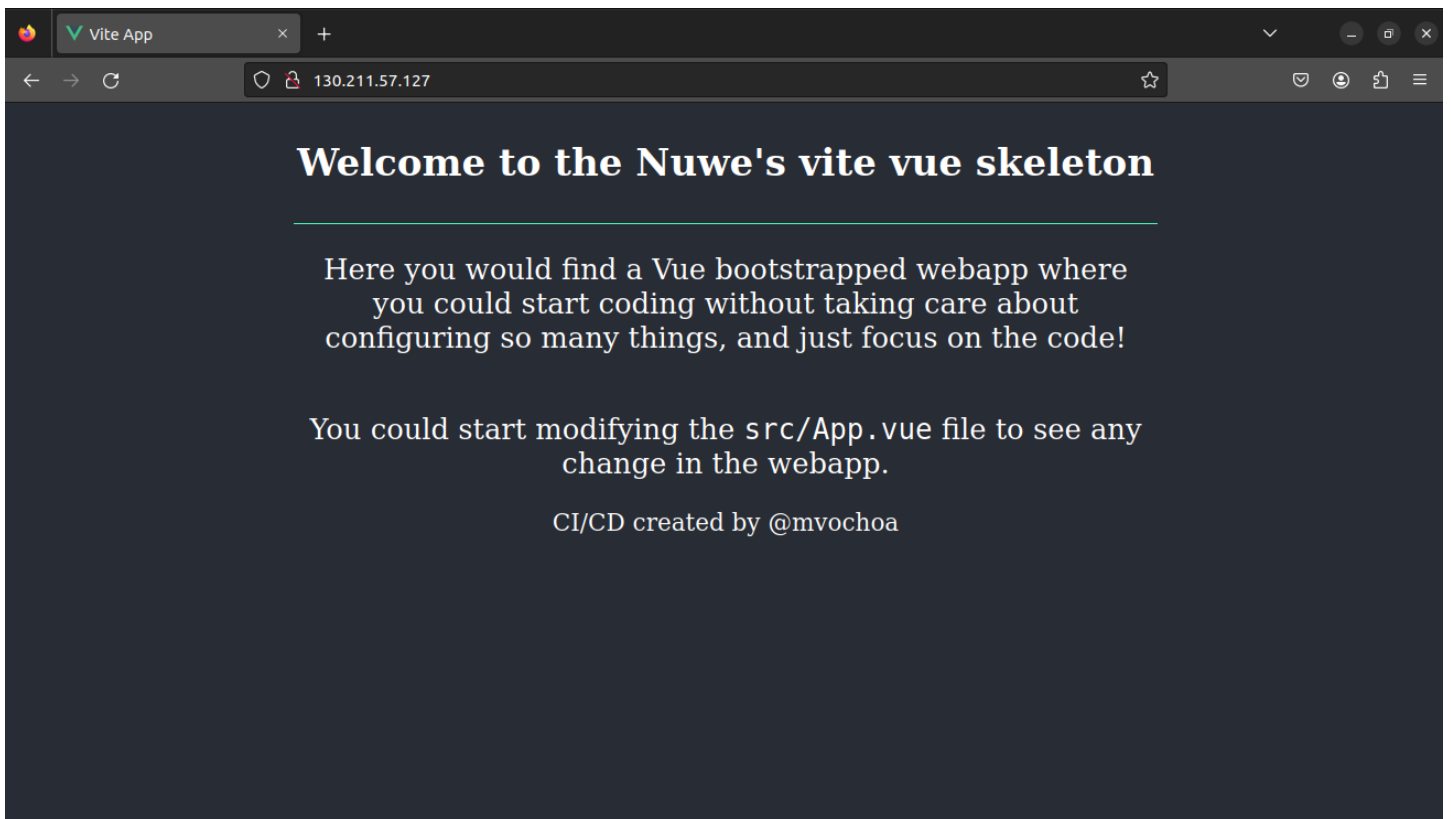 Vite App
130.211.57.127
Welcome to the Nuwe's vite vue skeleton
Here you would find a Vue bootstrapped webapp where
you could start coding without taking care about
configuring so many things, and just focus on the code!
You could start modifying the src/App.vue file to see any
change in the webapp.
CI/CD created by @mvochoa